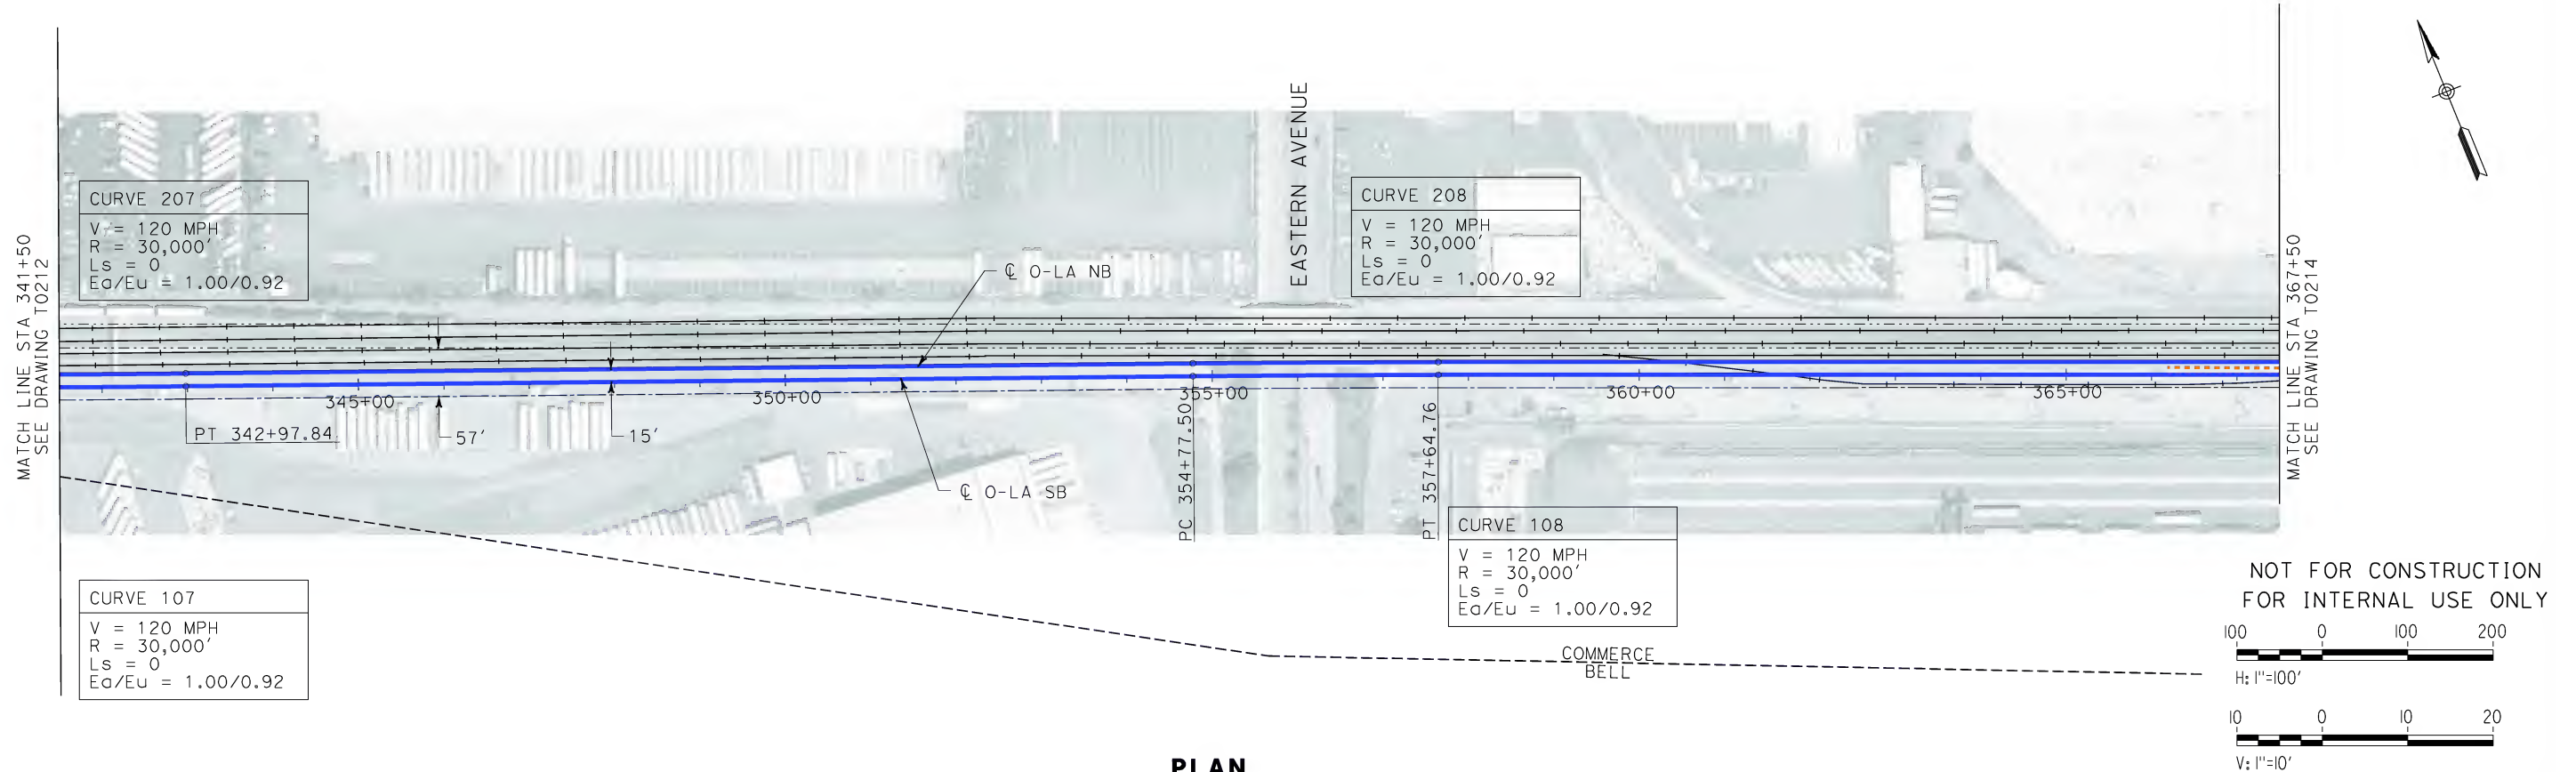 MATCH LINE STA 341+50
SEE DRAWING T0212
CURVE 207
V = 120 MPH
R = 30,000'
Ls = 0
Ea/Eu = 1.00/0.92
CURVE 107
V = 120 MPH
R = 30,000'
Ls = 0
Ea/Eu = 1.00/0.92
PT 342+97.84
345+00
57'
15'
350+00
℄ O-LA NB
℄ O-LA SB
EASTERN AVENUE
355+00
PC 354+77.50
PT 357+64.76
CURVE 208
V = 120 MPH
R = 30,000'
Ls = 0
Ea/Eu = 1.00/0.92
CURVE 108
V = 120 MPH
R = 30,000'
Ls = 0
Ea/Eu = 1.00/0.92
360+00
365+00
COMMERCE
BELL
MATCH LINE STA 367+50
SEE DRAWING T0214
NOT FOR CONSTRUCTION
FOR INTERNAL USE ONLY
100 0 100 200
H: 1"=100'
10 0 10 20
V: 1"=10'
PLAN